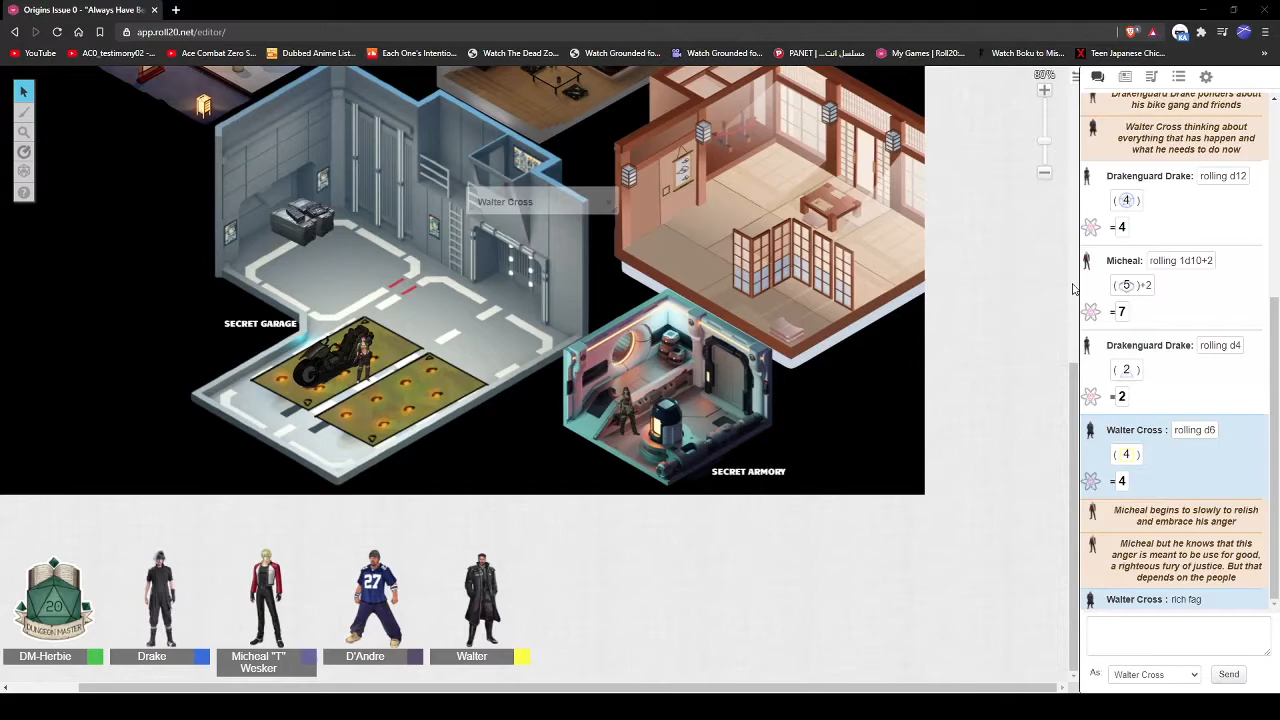 Origins Issue 0 - "Always Have Be
app.roll20.net/editor/
YouTube
AC0_testimony02 -...
Ace Combat Zero S...
Dubbed Anime List...
Each One's Intentio...
Watch The Dead Zo...
Watch Grounded fo...
Watch Grounded fo...
PANET | ...مسلسل انت
My Games | Roll20:...
Watch Boku to Mis...
Teen Japanese Chic...
80%
Walter Cross
SECRET GARAGE
SECRET ARMORY
20
DUNGEON MASTER
27
DM-Herbie
Drake
Micheal "T"
Wesker
D'Andre
Walter
Drakenguard Drake ponders about
his bike gang and friends
Walter Cross thinking about
everything that has happen and
what he needs to do now
Drakenguard Drake: rolling d12
( 4 )
= 4
Micheal: rolling 1d10+2
( 5 )+2
= 7
Drakenguard Drake: rolling d4
( 2 )
= 2
Walter Cross : rolling d6
( 4 )
= 4
Micheal begins to slowly to relish
and embrace his anger
Micheal but he knows that this
anger is meant to be use for good,
a righteous fury of justice. But that
depends on the people
Walter Cross : rich fag
As: Walter Cross Send